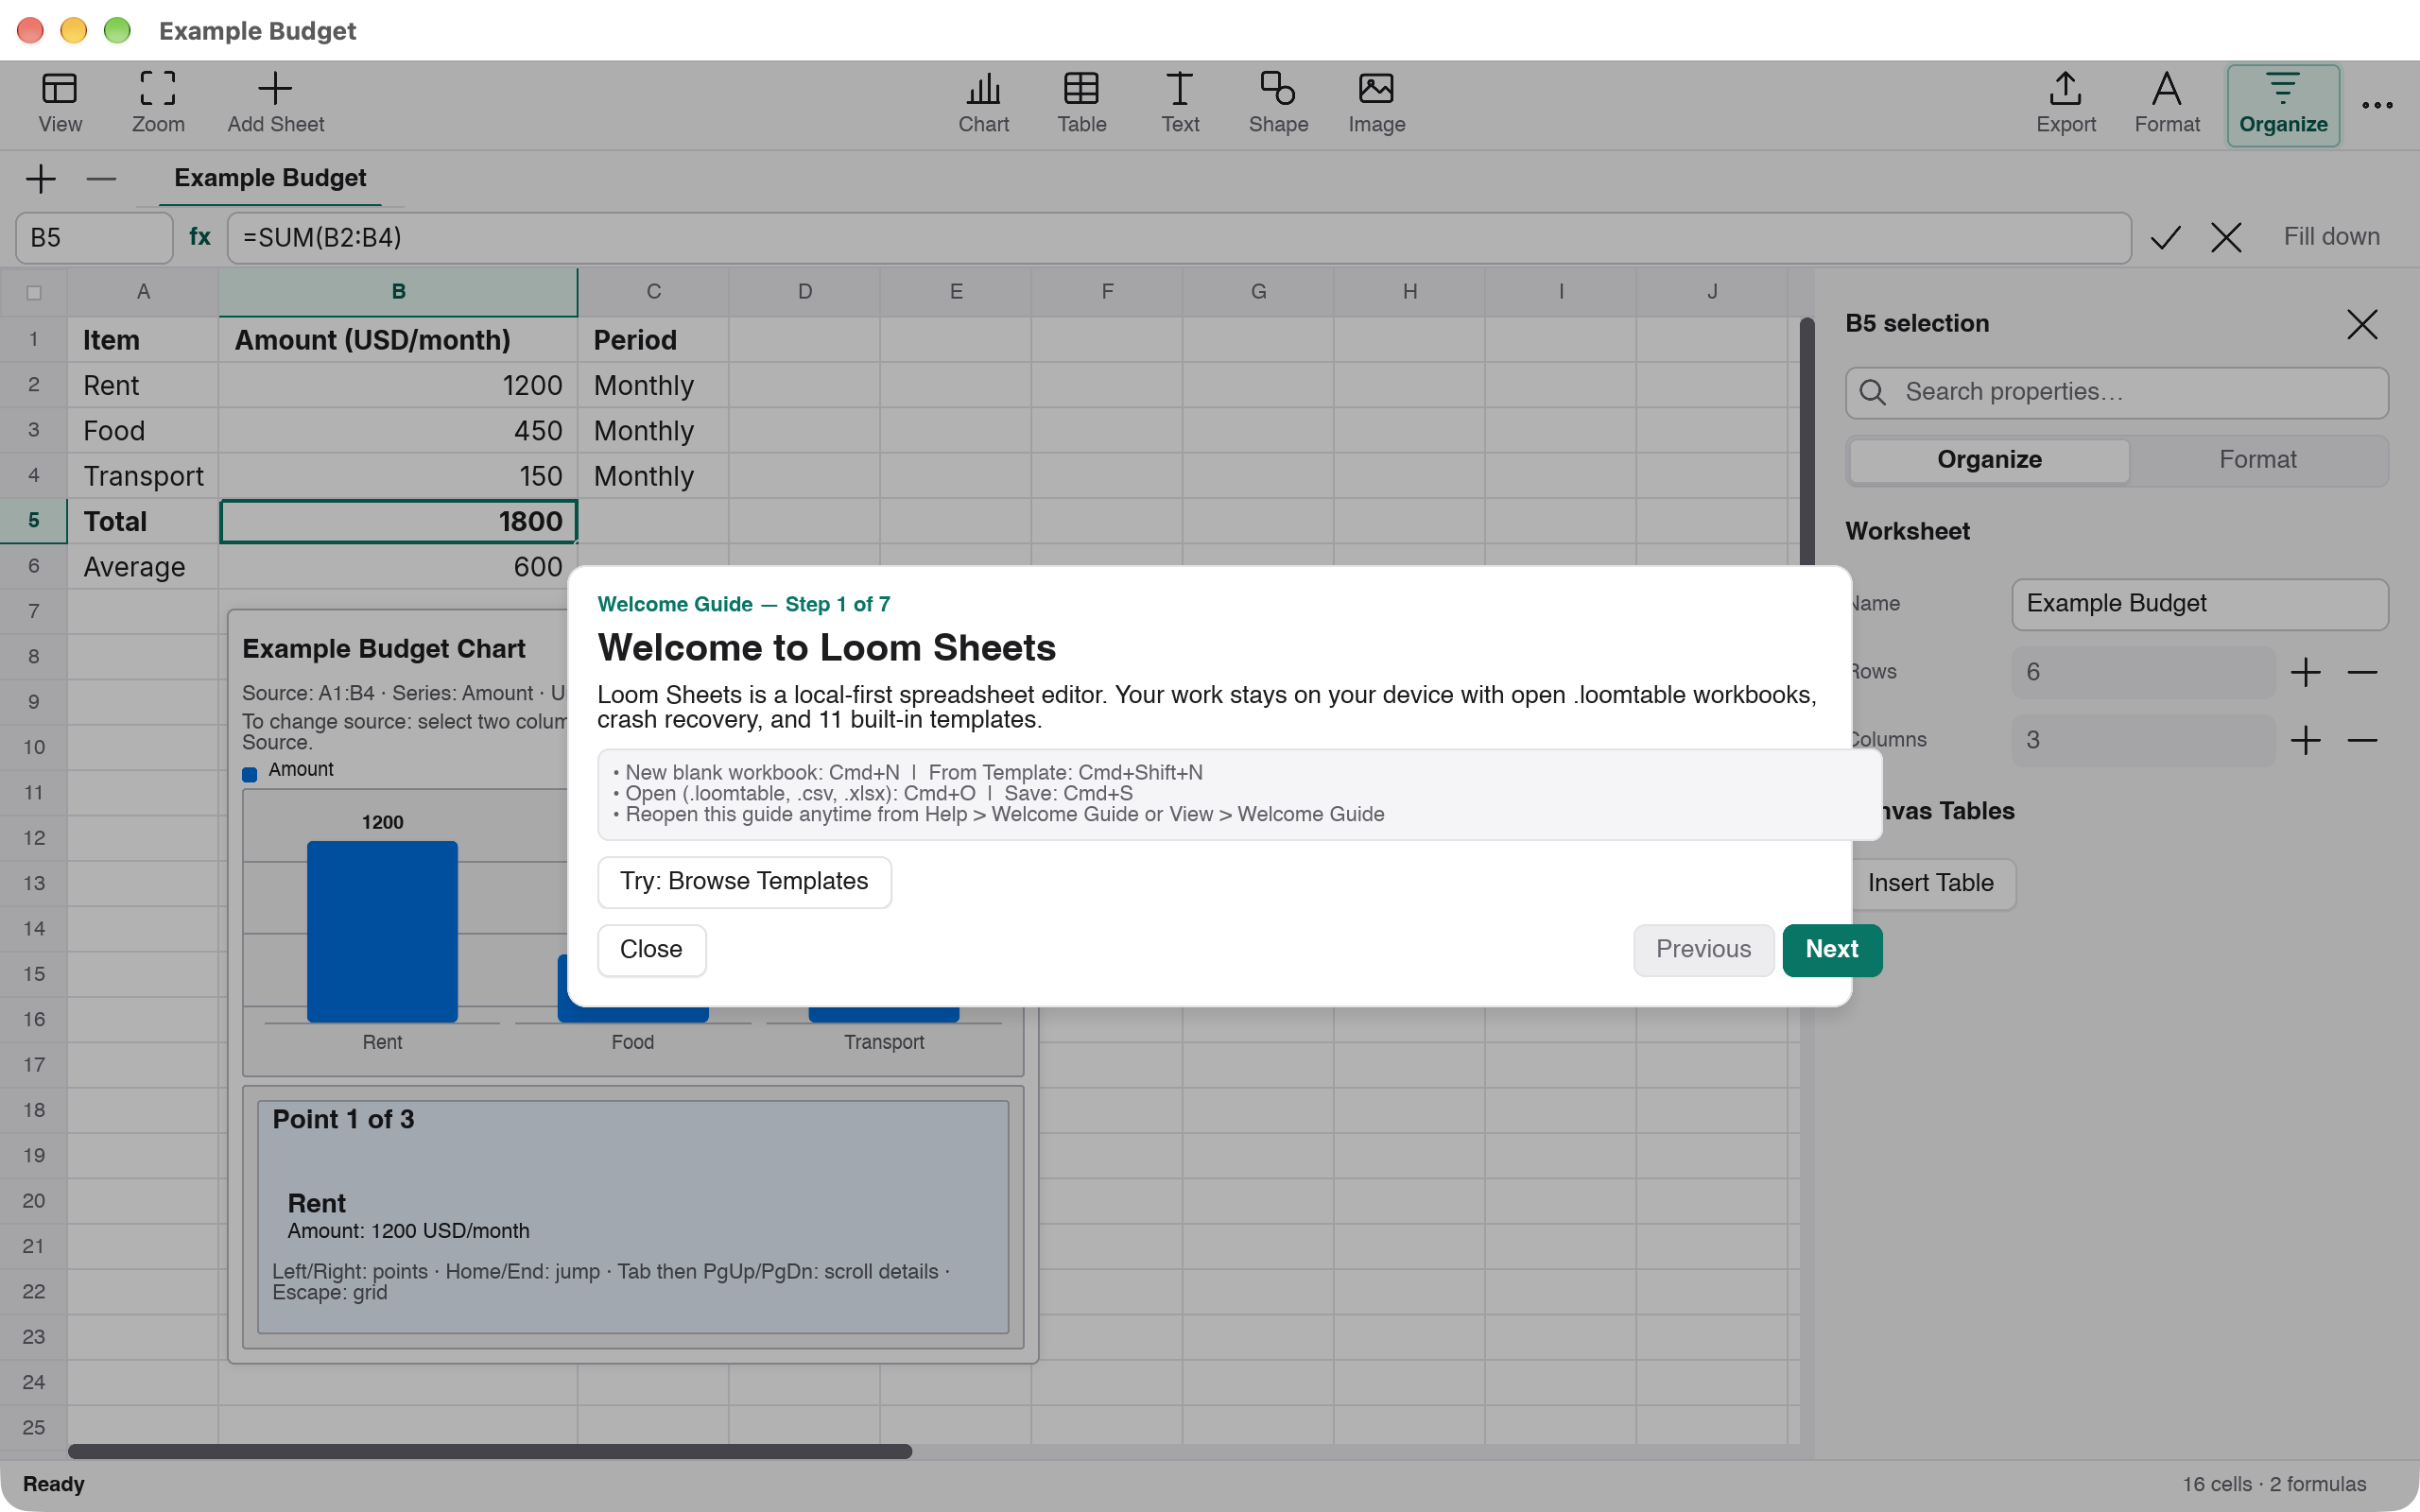 Example Budget
View
Zoom
Add Sheet
Chart
Table
Text
Shape
Image
Export
Format
Organize
Example Budget
B5
fx
=SUM(B2:B4)
Fill down
A B C D E F G H I J
1 Item Amount (USD/month) Period
2 Rent 1200 Monthly
3 Food 450 Monthly
4 Transport 150 Monthly
5 Total 1800
6 Average 600
7
8
9
10
11
12
13
14
15
16
17
18
19
20
21
22
23
24
25
Example Budget Chart
Source: A1:B4 · Series: Amount ·
To change source: select two
Source.
Amount
1200
Rent
Food
Transport
Point 1 of 3
Rent
Amount: 1200 USD/month
Left/Right: points · Home/End: jump · Tab then PgUp/PgDn: scroll details ·
Escape: grid
Welcome Guide — Step 1 of 7
Welcome to Loom Sheets
Loom Sheets is a local-first spreadsheet editor. Your work stays on your device with open .loomtable workbooks,
crash recovery, and 11 built-in templates.
• New blank workbook: Cmd+N | From Template: Cmd+Shift+N
• Open (.loomtable, .csv, .xlsx): Cmd+O | Save: Cmd+S
• Reopen this guide anytime from Help > Welcome Guide or View > Welcome Guide
Try: Browse Templates
Close
Previous
Next
B5 selection
Search properties…
Organize
Format
Worksheet
Name
Example Budget
Rows
6
Columns
3
Tables
Insert Table
Ready
16 cells · 2 formulas